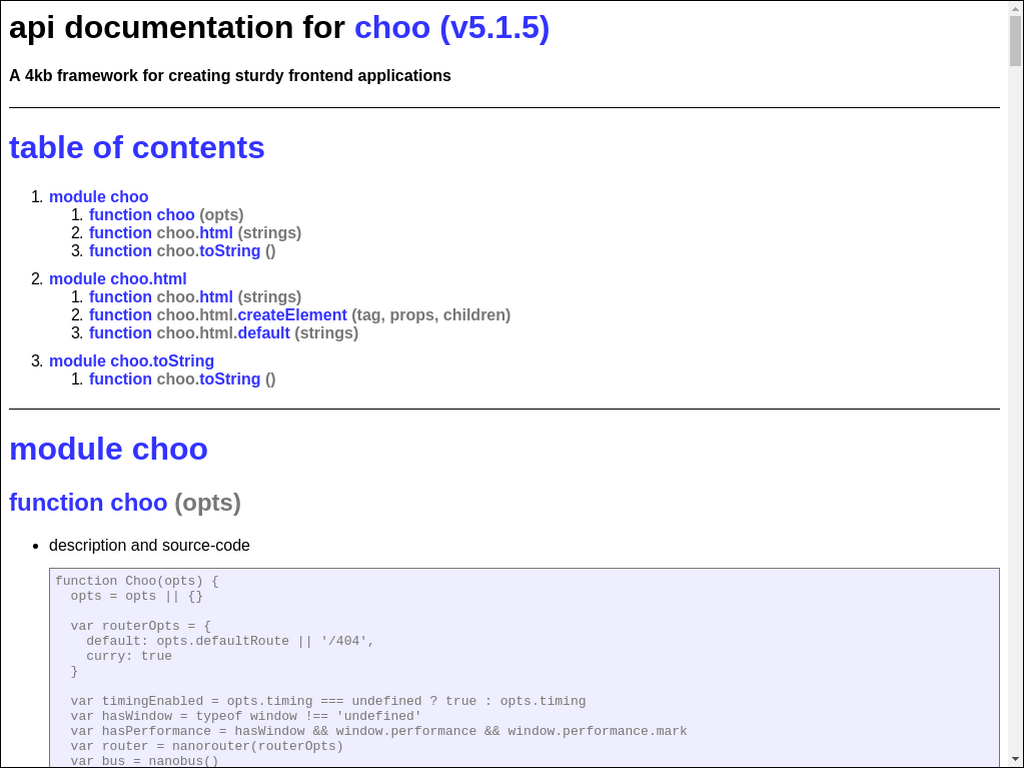 api documentation for choo (v5.1.5)
A 4kb framework for creating sturdy frontend applications
table of contents
1. module choo
1. function choo (opts)
2. function choo.html (strings)
3. function choo.toString ()
2. module choo.html
1. function choo.html (strings)
2. function choo.html.createElement (tag, props, children)
3. function choo.html.default (strings)
3. module choo.toString
1. function choo.toString ()
module choo
function choo (opts)
• description and source-code
function Choo(opts) {
  opts = opts || {}

  var routerOpts = {
    default: opts.defaultRoute || '/404',
    curry: true
  }

  var timingEnabled = opts.timing === undefined ? true : opts.timing
  var hasWindow = typeof window !== 'undefined'
  var hasPerformance = hasWindow && window.performance && window.performance.mark
  var router = nanorouter(routerOpts)
  var bus = nanobus()